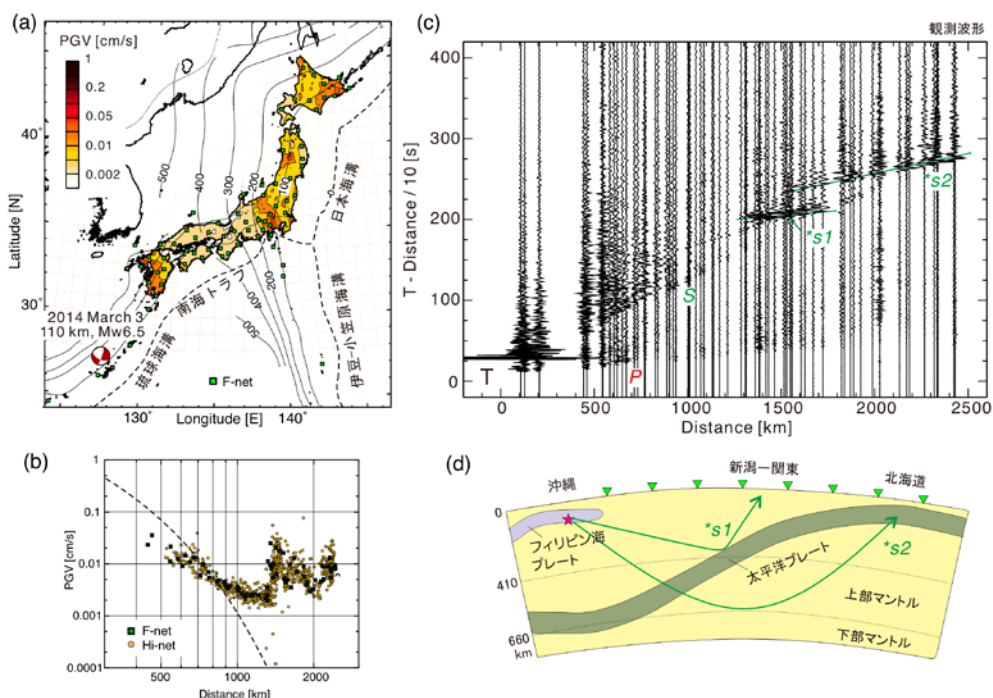 (a)
PGV [cm/s]
1
0.2
0.05
0.01
0.002
500
400
300
200
100
0
日本海溝
南海トラフ
200
400
500
琉球海溝
伊豆ー小笠原海溝
2014 March 3
110 km, Mw6.5
F-net
40°
30°
Latitude [N]
130°
140°
Longitude [E]
(c)
観測波形
400
300
200
100
0
T - Distance / 10 [s]
*s2
*s1
S
T
P
0
500
1000
1500
2000
2500
Distance [km]
(b)
1
0.1
0.01
0.001
0.0001
PGV [cm/s]
F-net
Hi-net
500
1000
2000
Distance [km]
(d)
沖縄
新潟ー関東
北海道
0
410
660
km
*s1
*s2
フィリピン海
プレート
太平洋プレート
上部マントル
下部マントル